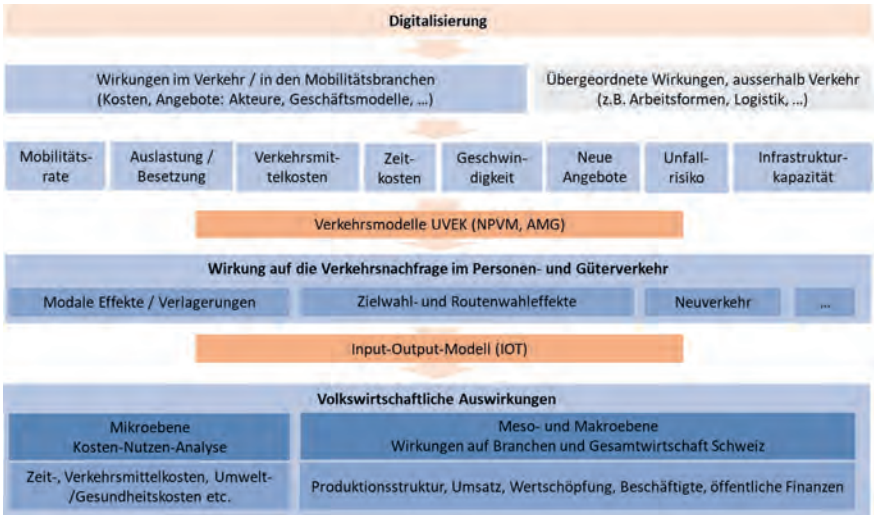 Digitalisierung
Wirkungen im Verkehr / in den Mobilitätsbranchen
(Kosten, Angebote: Akteure, Geschäftsmodelle, ...)
Übergeordnete Wirkungen, ausserhalb Verkehr
(z.B. Arbeitsformen, Logistik, ...)
Mobilitäts-
rate
Auslastung /
Besetzung
Verkehrsmit-
telkosten
Zeit-
kosten
Geschwin-
digkeit
Neue
Angebote
Unfall-
risiko
Infrastruktur-
kapazität
Verkehrsmodelle UVEK (NPVM, AMG)
Wirkung auf die Verkehrsnachfrage im Personen- und Güterverkehr
Modale Effekte / Verlagerungen
Zielwahl- und Routenwahleffekte
Neuverkehr
...
Input-Output-Modell (IOT)
Volkswirtschaftliche Auswirkungen
Mikroebene
Kosten-Nutzen-Analyse
Meso- und Makroebene
Wirkungen auf Branchen und Gesamtwirtschaft Schweiz
Zeit-, Verkehrsmittelkosten, Umwelt-
/Gesundheitskosten etc.
Produktionsstruktur, Umsatz, Wertschöpfung, Beschäftigte, öffentliche Finanzen